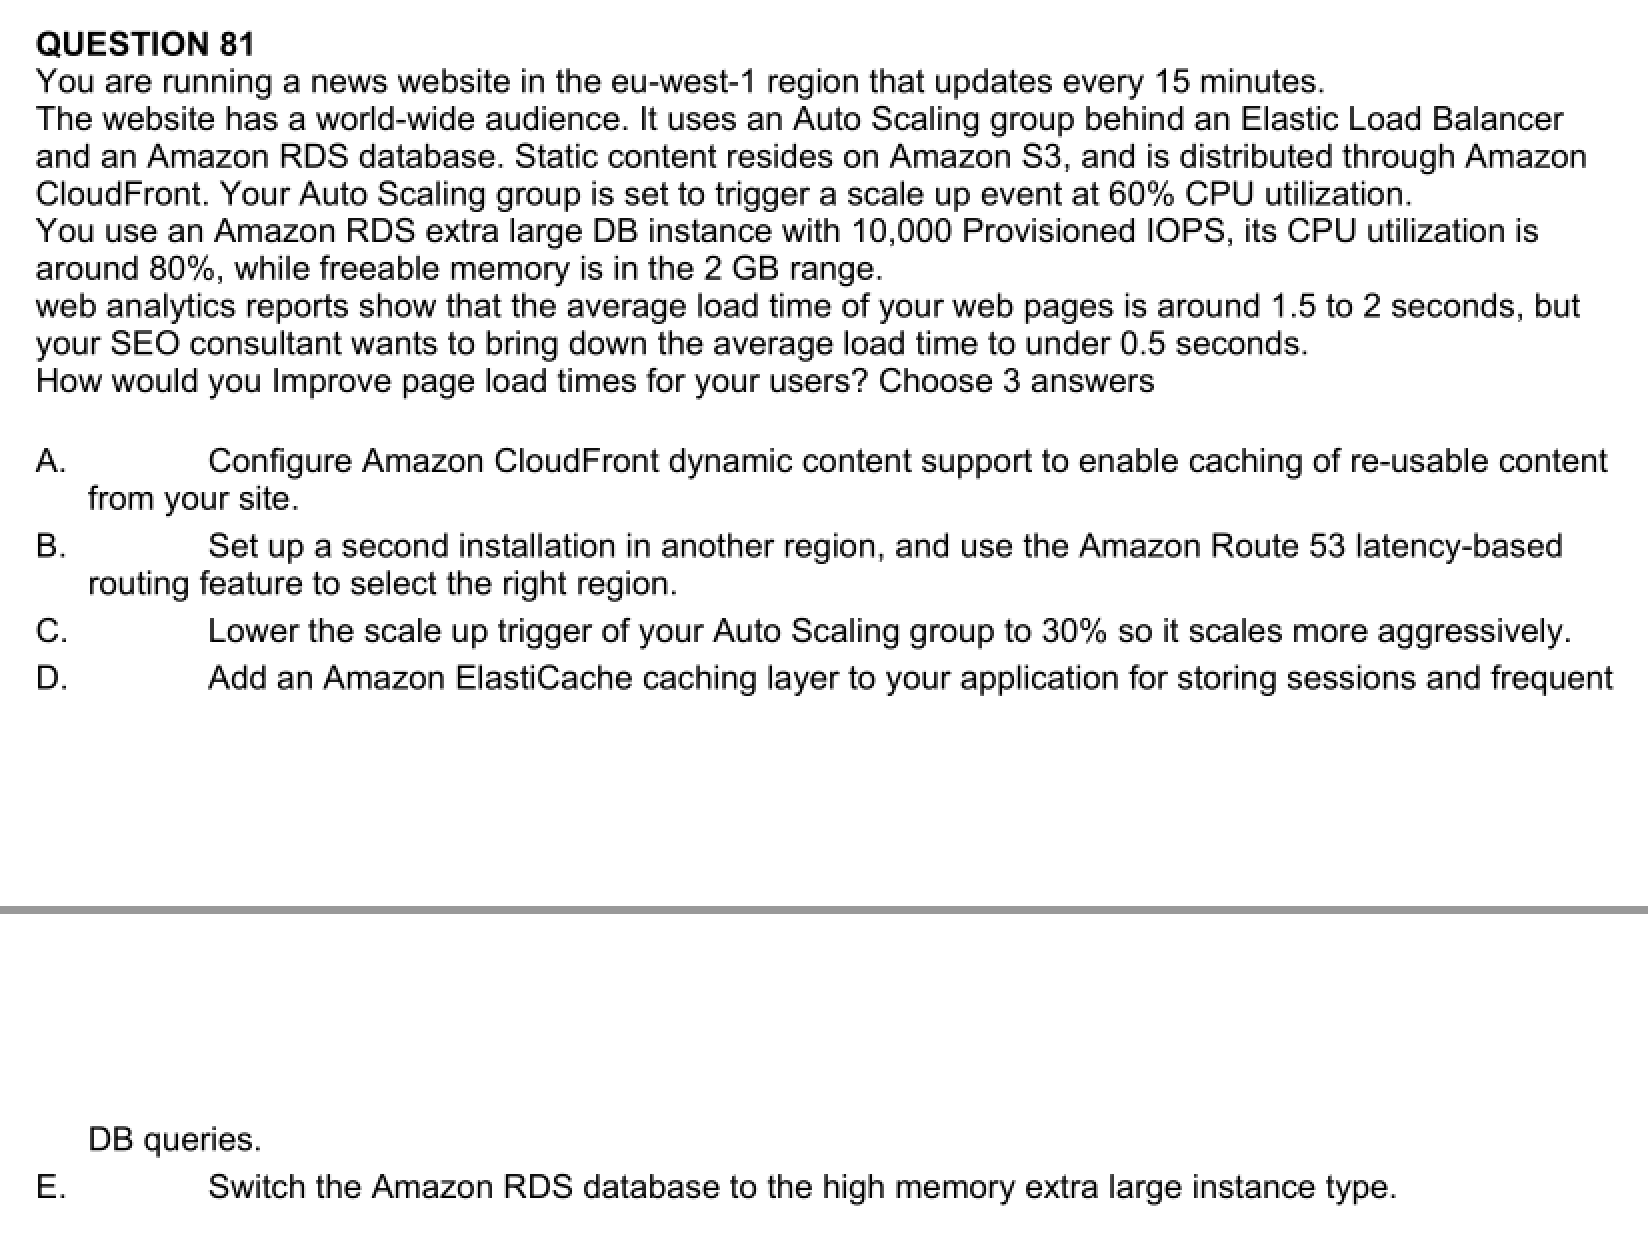 QUESTION 81
You are running a news website in the eu-west-1 region that updates every 15 minutes.
The website has a world-wide audience. It uses an Auto Scaling group behind an Elastic Load Balancer
and an Amazon RDS database. Static content resides on Amazon S3, and is distributed through Amazon
CloudFront. Your Auto Scaling group is set to trigger a scale up event at 60% CPU utilization.
You use an Amazon RDS extra large DB instance with 10,000 Provisioned IOPS, its CPU utilization is
around 80%, while freeable memory is in the 2 GB range.
web analytics reports show that the average load time of your web pages is around 1.5 to 2 seconds, but
your SEO consultant wants to bring down the average load time to under 0.5 seconds.
How would you Improve page load times for your users? Choose 3 answers
A. Configure Amazon CloudFront dynamic content support to enable caching of re-usable content
from your site.
B. Set up a second installation in another region, and use the Amazon Route 53 latency-based
routing feature to select the right region.
C. Lower the scale up trigger of your Auto Scaling group to 30% so it scales more aggressively.
D. Add an Amazon ElastiCache caching layer to your application for storing sessions and frequent
DB queries.
E. Switch the Amazon RDS database to the high memory extra large instance type.